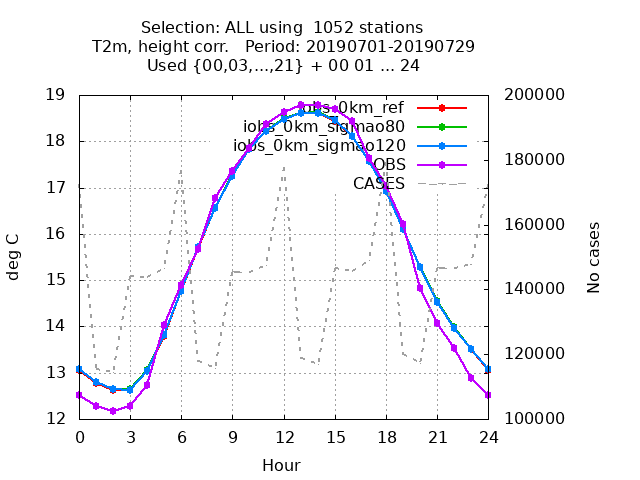 Selection: ALL using  1052 stations
T2m, height corr.   Period: 20190701-20190729
Used {00,03,...,21} + 00 01 ... 24
19
18
17
16
15
14
13
12
deg C
200000
180000
160000
140000
120000
100000
No cases
iobs_0km_ref
iobs_0km_sigmao80
iobs_0km_sigmao120
OBS
CASES
0 3 6 9 12 15 18 21 24
Hour